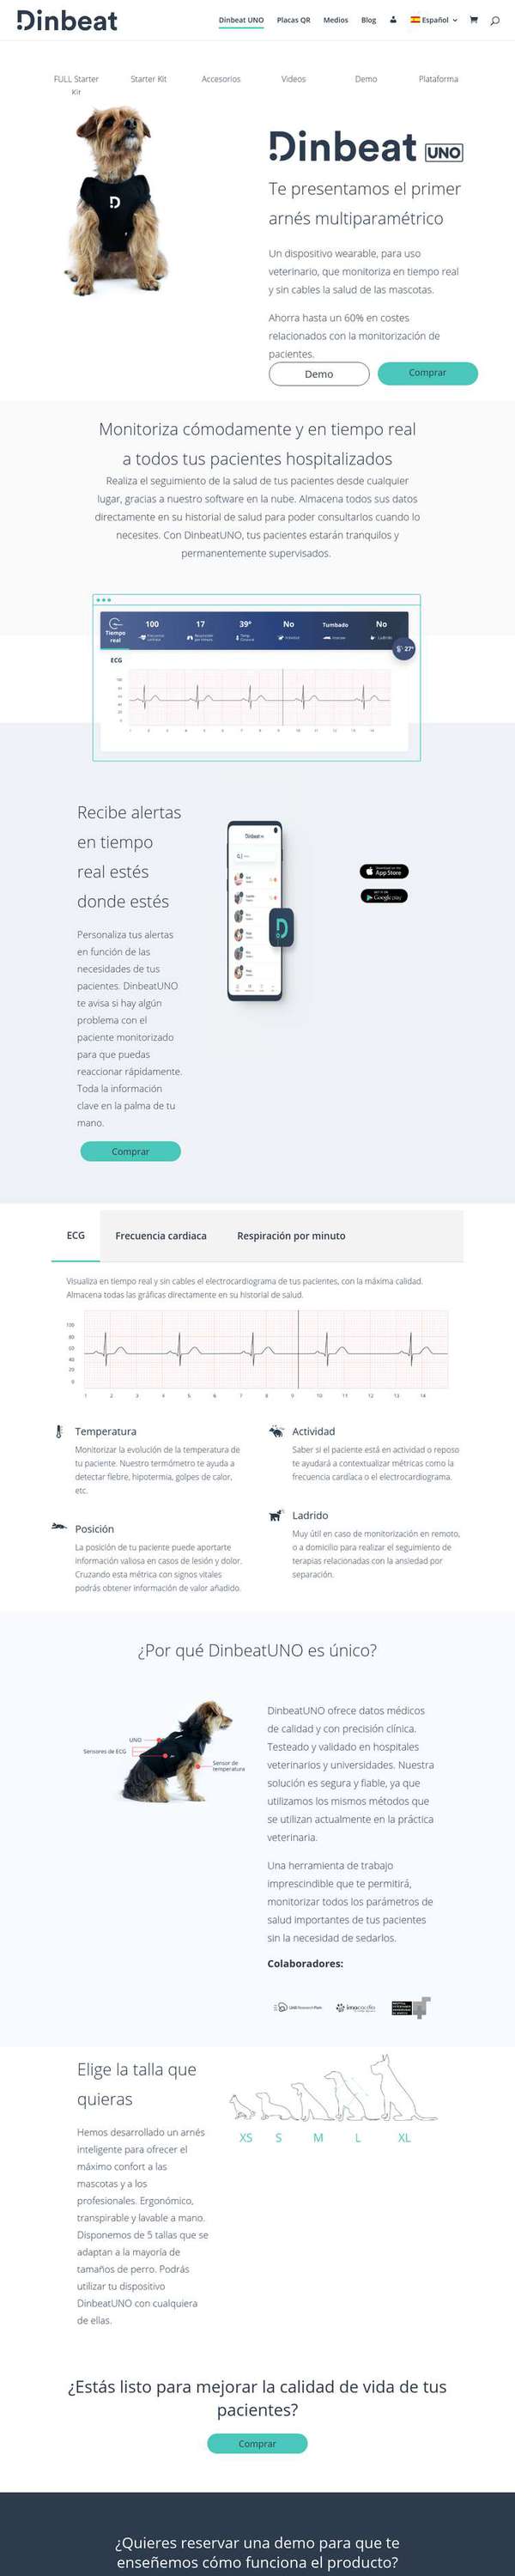 Dinbeat
Dinbeat UNO Placas QR Medios Blog Español
FULL Starter Kit
Starter Kit
Accesorios
Videos
Demo
Plataforma
Dinbeat UNO
Te presentamos el primer
arnés multiparamétrico
Un dispositivo wearable, para uso
veterinario, que monitoriza en tiempo real
y sin cables la salud de las mascotas.
Ahorra hasta un 60% en costes
relacionados con la monitorización de
pacientes.
Demo
Comprar
Monitoriza cómodamente y en tiempo real
a todos tus pacientes hospitalizados
Realiza el seguimiento de la salud de tus pacientes desde cualquier
lugar, gracias a nuestro software en la nube. Almacena todos sus datos
directamente en su historial de salud para poder consultarlos cuando lo
necesites. Con DinbeatUNO, tus pacientes estarán tranquilos y
permanentemente supervisados.
Tiempo real
100 17 39° No Tumbado No
27°
ECG
Recibe alertas
en tiempo
real estés
donde estés
Personaliza tus alertas
en función de las
necesidades de tus
pacientes. DinbeatUNO
te avisa si hay algún
problema con el
paciente monitorizado
para que puedas
reaccionar rápidamente.
Toda la información
clave en la palma de tu
mano.
Comprar
App Store
Google play
ECG
Frecuencia cardiaca
Respiración por minuto
Visualiza en tiempo real y sin cables el electrocardiograma de tus pacientes, con la máxima calidad.
Almacena todas las gráficas directamente en su historial de salud.
Temperatura
Monitorizar la evolución de la temperatura de
tu paciente. Nuestro termómetro te ayuda a
detectar fiebre, hipotermia, golpes de calor,
etc.
Actividad
Saber si el paciente está en actividad o reposo
te ayudará a contextualizar métricas como la
frecuencia cardíaca o el electrocardiograma.
Posición
La posición de tu paciente puede aportarte
información valiosa en casos de lesión y dolor.
Cruzando esta métrica con signos vitales
podrás obtener información de valor añadido.
Ladrido
Muy útil en caso de monitorización en remoto,
o a domicilio para realizar el seguimiento de
terapias relacionadas con la ansiedad por
separación.
¿Por qué DinbeatUNO es único?
UNO
Sensores de ECG
Sensor de
temperatura
DinbeatUNO ofrece datos médicos
de calidad y con precisión clínica.
Testeado y validado en hospitales
veterinarios y universidades. Nuestra
solución es segura y fiable, ya que
utilizamos los mismos métodos que
se utilizan actualmente en la práctica
veterinaria.
Una herramienta de trabajo
imprescindible que te permitirá,
monitorizar todos los parámetros de
salud importantes de tus pacientes
sin la necesidad de sedarlos.
Colaboradores:
Elige la talla que
quieras
Hemos desarrollado un arnés
inteligente para ofrecer el
máximo confort a las
mascotas y a los
profesionales. Ergonómico,
transpirable y lavable a mano.
Disponemos de 5 tallas que se
adaptan a la mayoría de
tamaños de perro. Podrás
utilizar tu dispositivo
DinbeatUNO con cualquiera
de ellas.
XS S M L XL
¿Estás listo para mejorar la calidad de vida de tus
pacientes?
Comprar
¿Quieres reservar una demo para que te
enseñemos cómo funciona el producto?